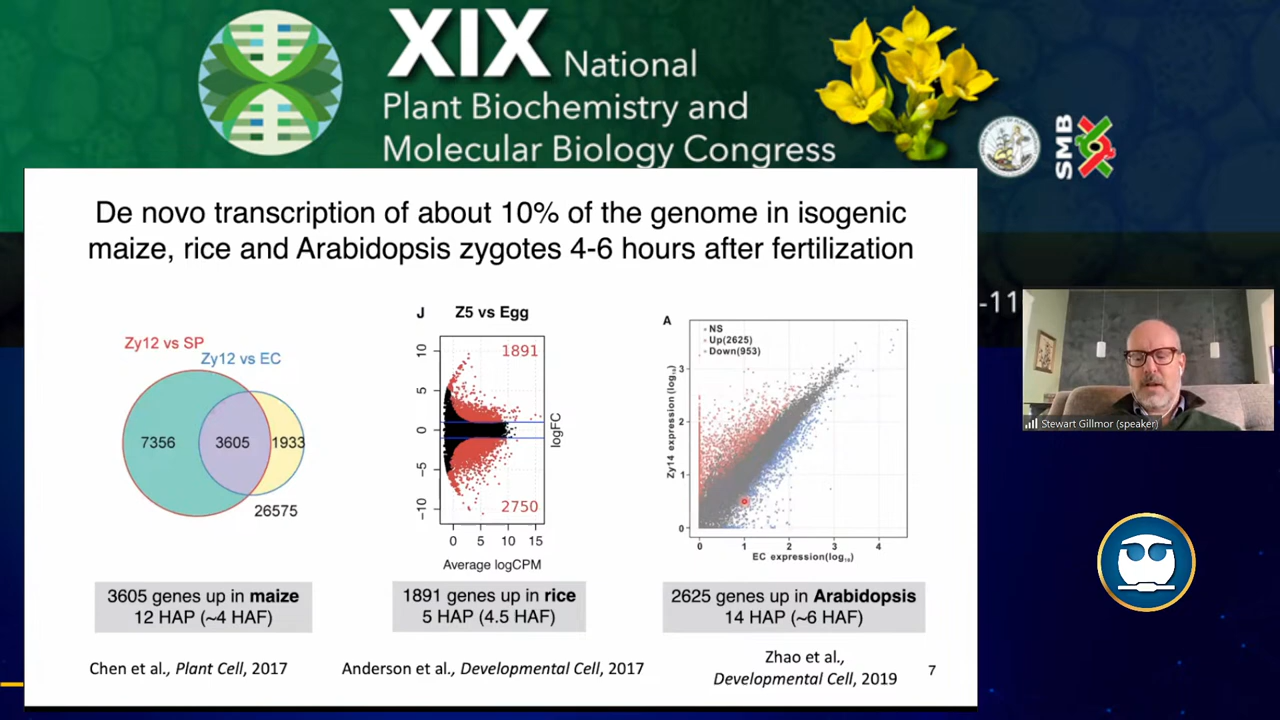 XIX National
Plant Biochemistry and
Molecular Biology Congress
SMB
-11
De novo transcription of about 10% of the genome in isogenic
maize, rice and Arabidopsis zygotes 4-6 hours after fertilization
Zy12 vs SP
Zy12 vs EC
7356
3605
1933
26575
J
Z5 vs Egg
1891
2750
10
5
0
−5
−10
logFC
0 5 10 15
Average logCPM
A
NS
Up(2625)
Down(953)
Zy14 expression (log₁₀)
3
2
1
0
0 1 2 3 4
EC expression(log₁₀)
3605 genes up in maize
12 HAP (~4 HAF)
1891 genes up in rice
5 HAP (4.5 HAF)
2625 genes up in Arabidopsis
14 HAP (~6 HAF)
Chen et al., Plant Cell, 2017
Anderson et al., Developmental Cell, 2017
Zhao et al.,
Developmental Cell, 2019
7
Stewart Gillmor (speaker)